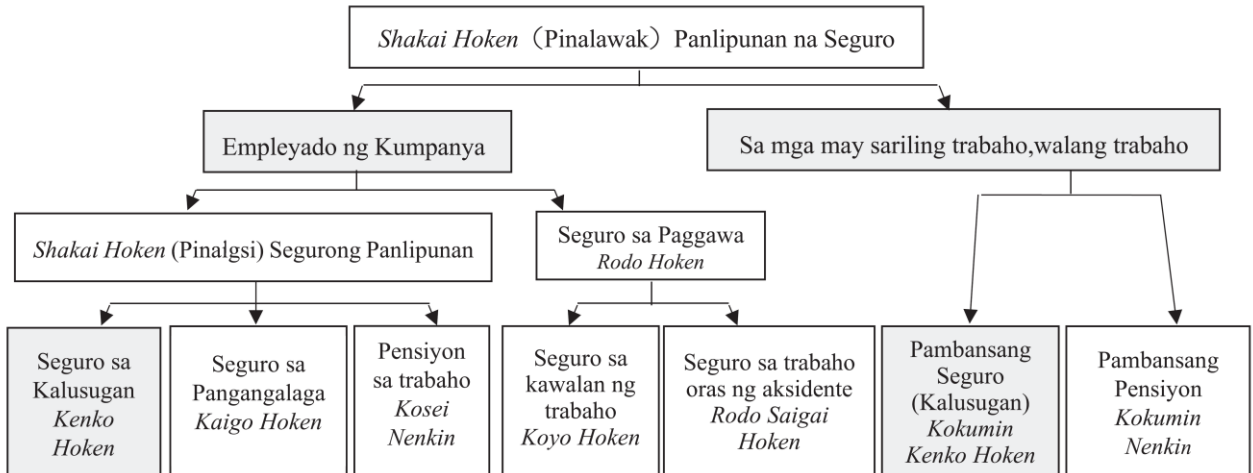 Shakai Hoken（Pinalawak）Panlipunan na Seguro
Empleyado ng Kumpanya
Sa mga may sariling trabaho,walang trabaho
Shakai Hoken (Pinalgsi) Segurong Panlipunan
Seguro sa Paggawa
Rodo Hoken
Seguro sa
Kalusugan
Kenko
Hoken
Seguro sa
Pangangalaga
Kaigo Hoken
Pensiyon
sa trabaho
Kosei
Nenkin
Seguro sa
kawalan ng
trabaho
Koyo Hoken
Seguro sa trabaho
oras ng aksidente
Rodo Saigai
Hoken
Pambansang
Seguro
(Kalusugan)
Kokumin
Kenko Hoken
Pambansang
Pensiyon
Kokumin
Nenkin